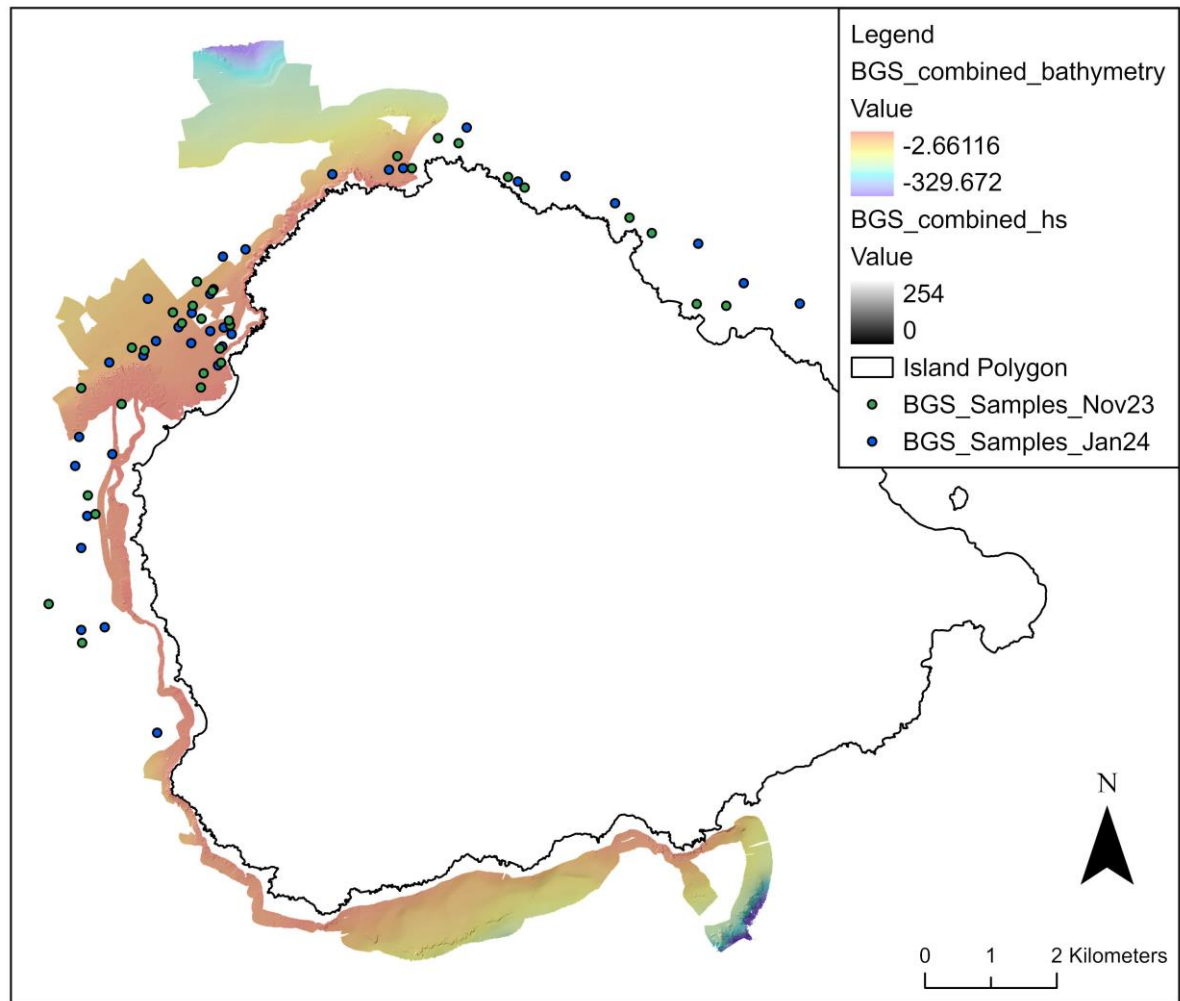 Legend
BGS_combined_bathymetry
Value
-2.66116
-329.672
BGS_combined_hs
Value
254
0
Island Polygon
BGS_Samples_Nov23
BGS_Samples_Jan24
N
0 1 2 Kilometers